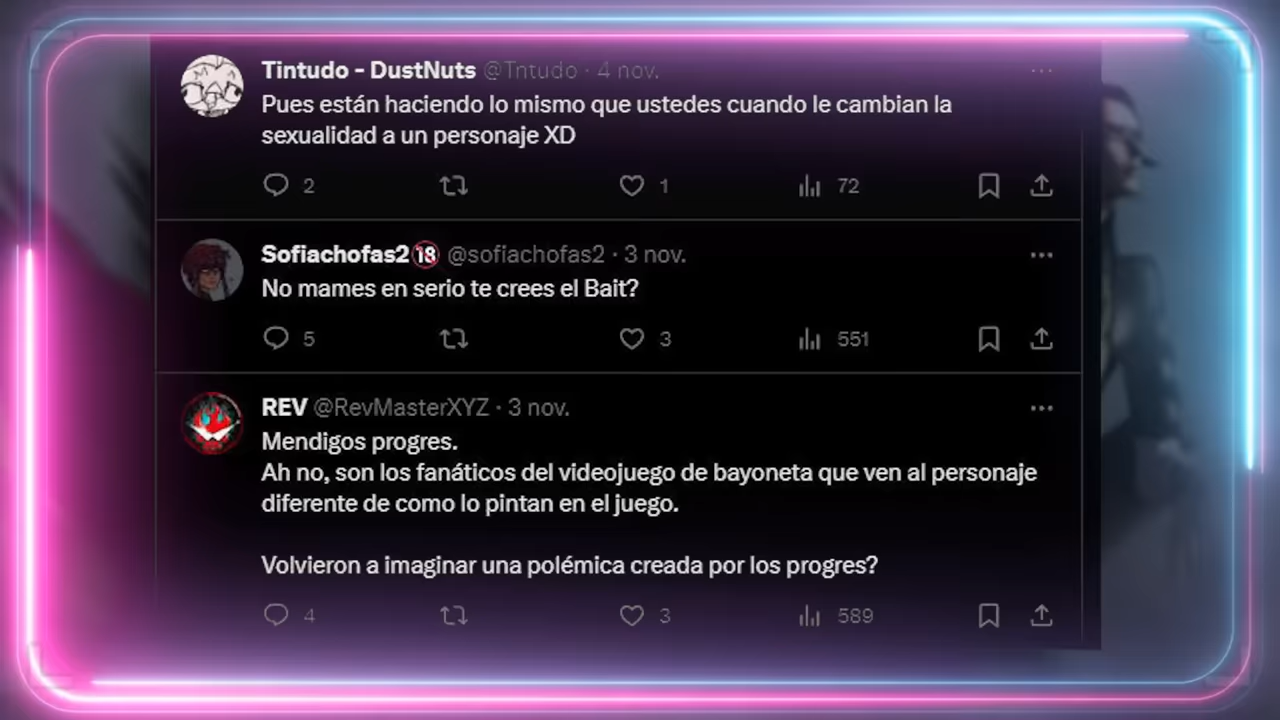 Tintudo - DustNuts @Tntudo · 4 nov.
Pues están haciendo lo mismo que ustedes cuando le cambian la
sexualidad a un personaje XD
2 1 72
Sofiachofas2🔞 @sofiachofas2 · 3 nov.
No mames en serio te crees el Bait?
5 3 551
REV @RevMasterXYZ · 3 nov.
Mendigos progres.
Ah no, son los fanáticos del videojuego de bayoneta que ven al personaje
diferente de como lo pintan en el juego.
Volvieron a imaginar una polémica creada por los progres?
4 3 589